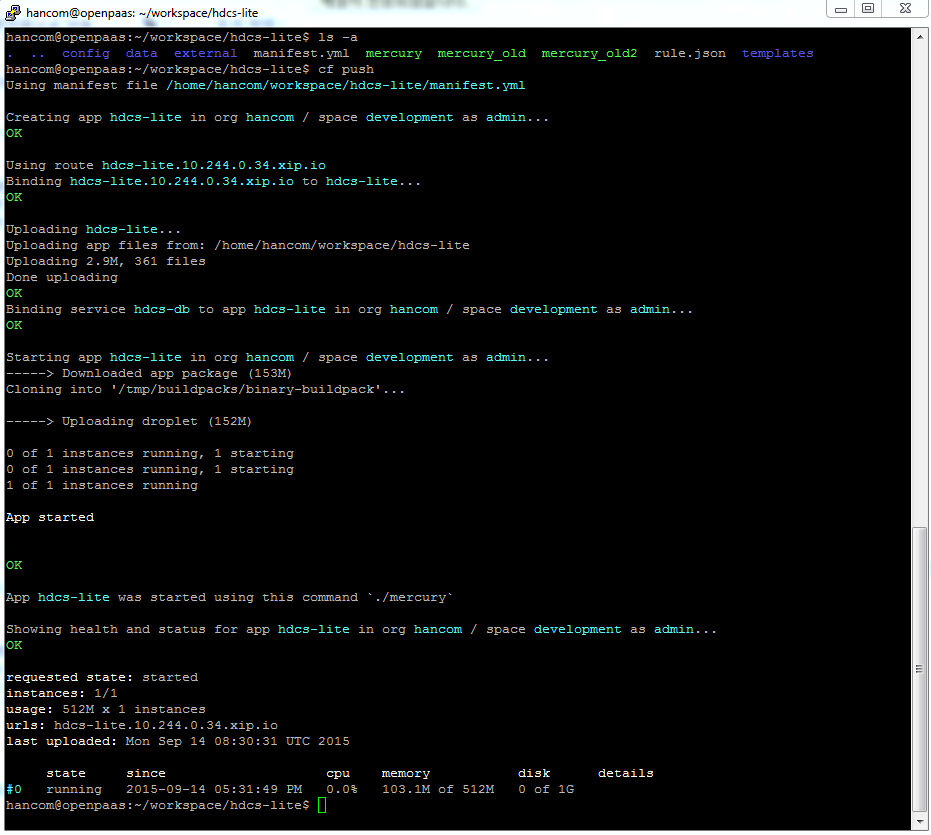 hancom@openpaas: ~/workspace/hdcs-lite
hancom@openpaas:~/workspace/hdcs-lite$ ls -a
. .. config data external manifest.yml mercury mercury_old mercury_old2 rule.json templates
hancom@openpaas:~/workspace/hdcs-lite$ cf push
Using manifest file /home/hancom/workspace/hdcs-lite/manifest.yml
Creating app hdcs-lite in org hancom / space development as admin...
OK
Using route hdcs-lite.10.244.0.34.xip.io
Binding hdcs-lite.10.244.0.34.xip.io to hdcs-lite...
OK
Uploading hdcs-lite...
Uploading app files from: /home/hancom/workspace/hdcs-lite
Uploading 2.9M, 361 files
Done uploading
OK
Binding service hdcs-db to app hdcs-lite in org hancom / space development as admin...
OK
Starting app hdcs-lite in org hancom / space development as admin...
-----> Downloaded app package (153M)
Cloning into '/tmp/buildpacks/binary-buildpack'...
-----> Uploading droplet (152M)
0 of 1 instances running, 1 starting
0 of 1 instances running, 1 starting
1 of 1 instances running
App started
OK
App hdcs-lite was started using this command `./mercury`
Showing health and status for app hdcs-lite in org hancom / space development as admin...
OK
requested state: started
instances: 1/1
usage: 512M x 1 instances
urls: hdcs-lite.10.244.0.34.xip.io
last uploaded: Mon Sep 14 08:30:31 UTC 2015
state since cpu memory disk details
#0 running 2015-09-14 05:31:49 PM 0.0% 103.1M of 512M 0 of 1G
hancom@openpaas:~/workspace/hdcs-lite$